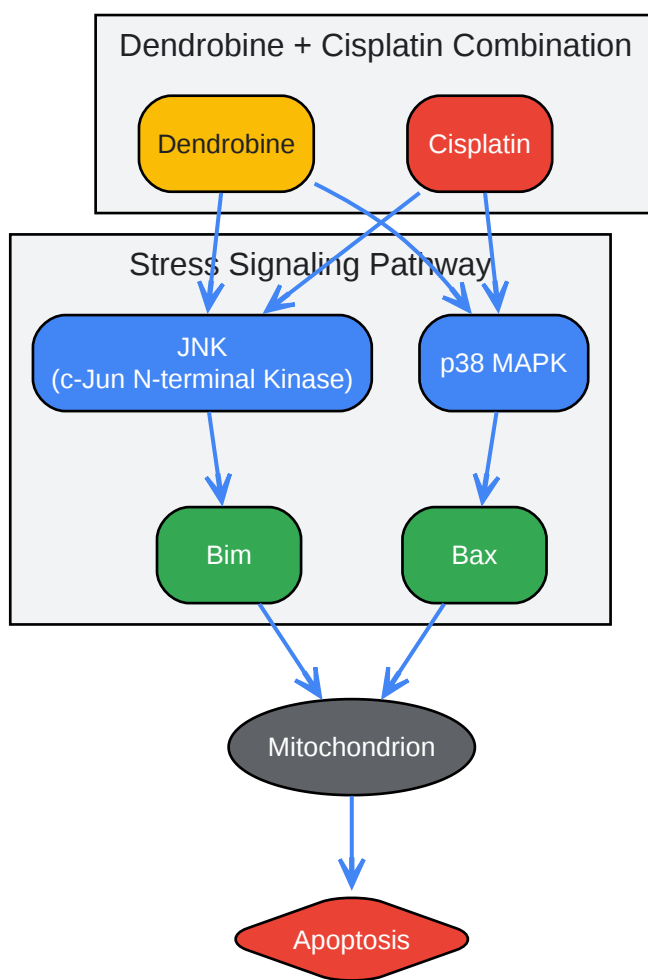 Dendrobine + Cisplatin Combination
Dendrobine
Cisplatin
Stress Signaling Pathway
JNK
(c-Jun N-terminal Kinase)
p38 MAPK
Bim
Bax
Mitochondrion
Apoptosis